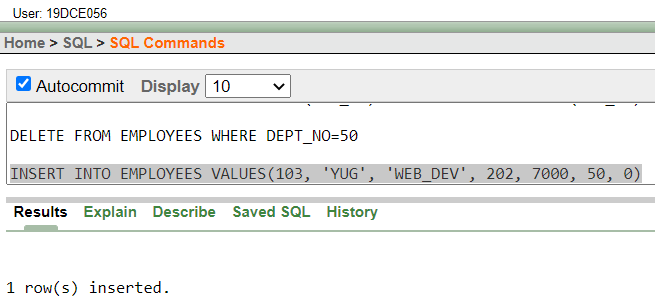 User: 19DCE056
Home > SQL > SQL Commands
Autocommit Display 10
DELETE FROM EMPLOYEES WHERE DEPT_NO=50
INSERT INTO EMPLOYEES VALUES(103, 'YUG', 'WEB_DEV', 202, 7000, 50, 0)
Results Explain Describe Saved SQL History
1 row(s) inserted.